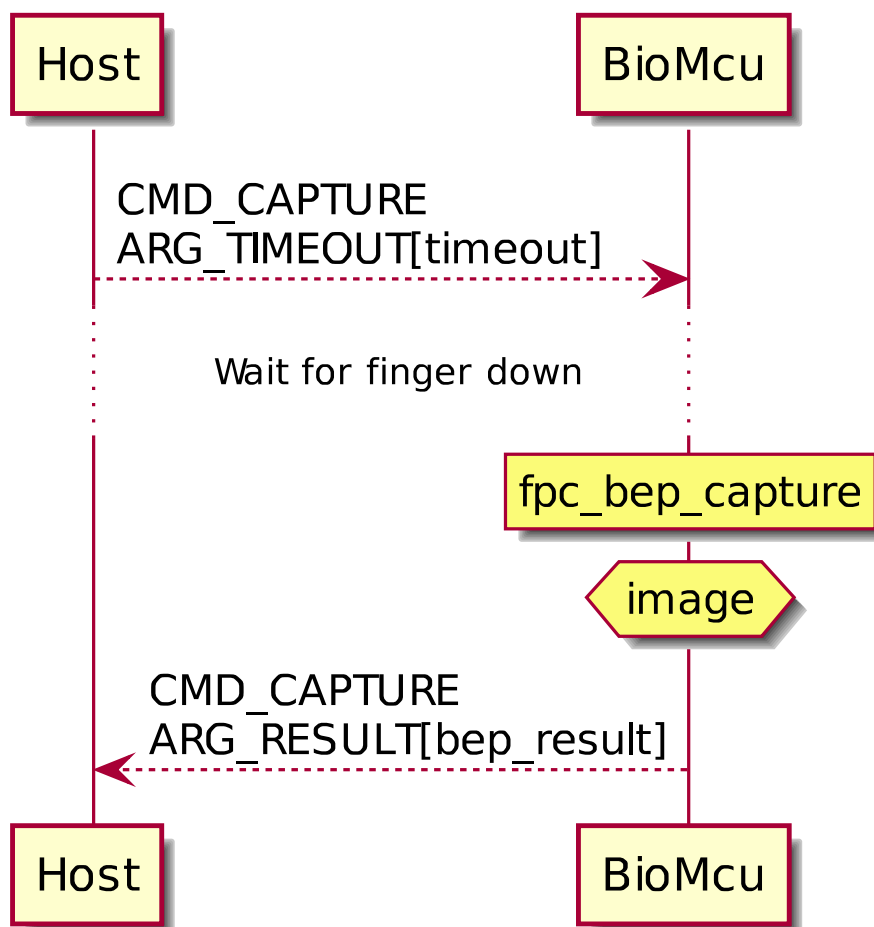 Host
BioMcu
CMD_CAPTURE
ARG_TIMEOUT[timeout]
Wait for finger down
fpc_bep_capture
image
CMD_CAPTURE
ARG_RESULT[bep_result]
Host
BioMcu